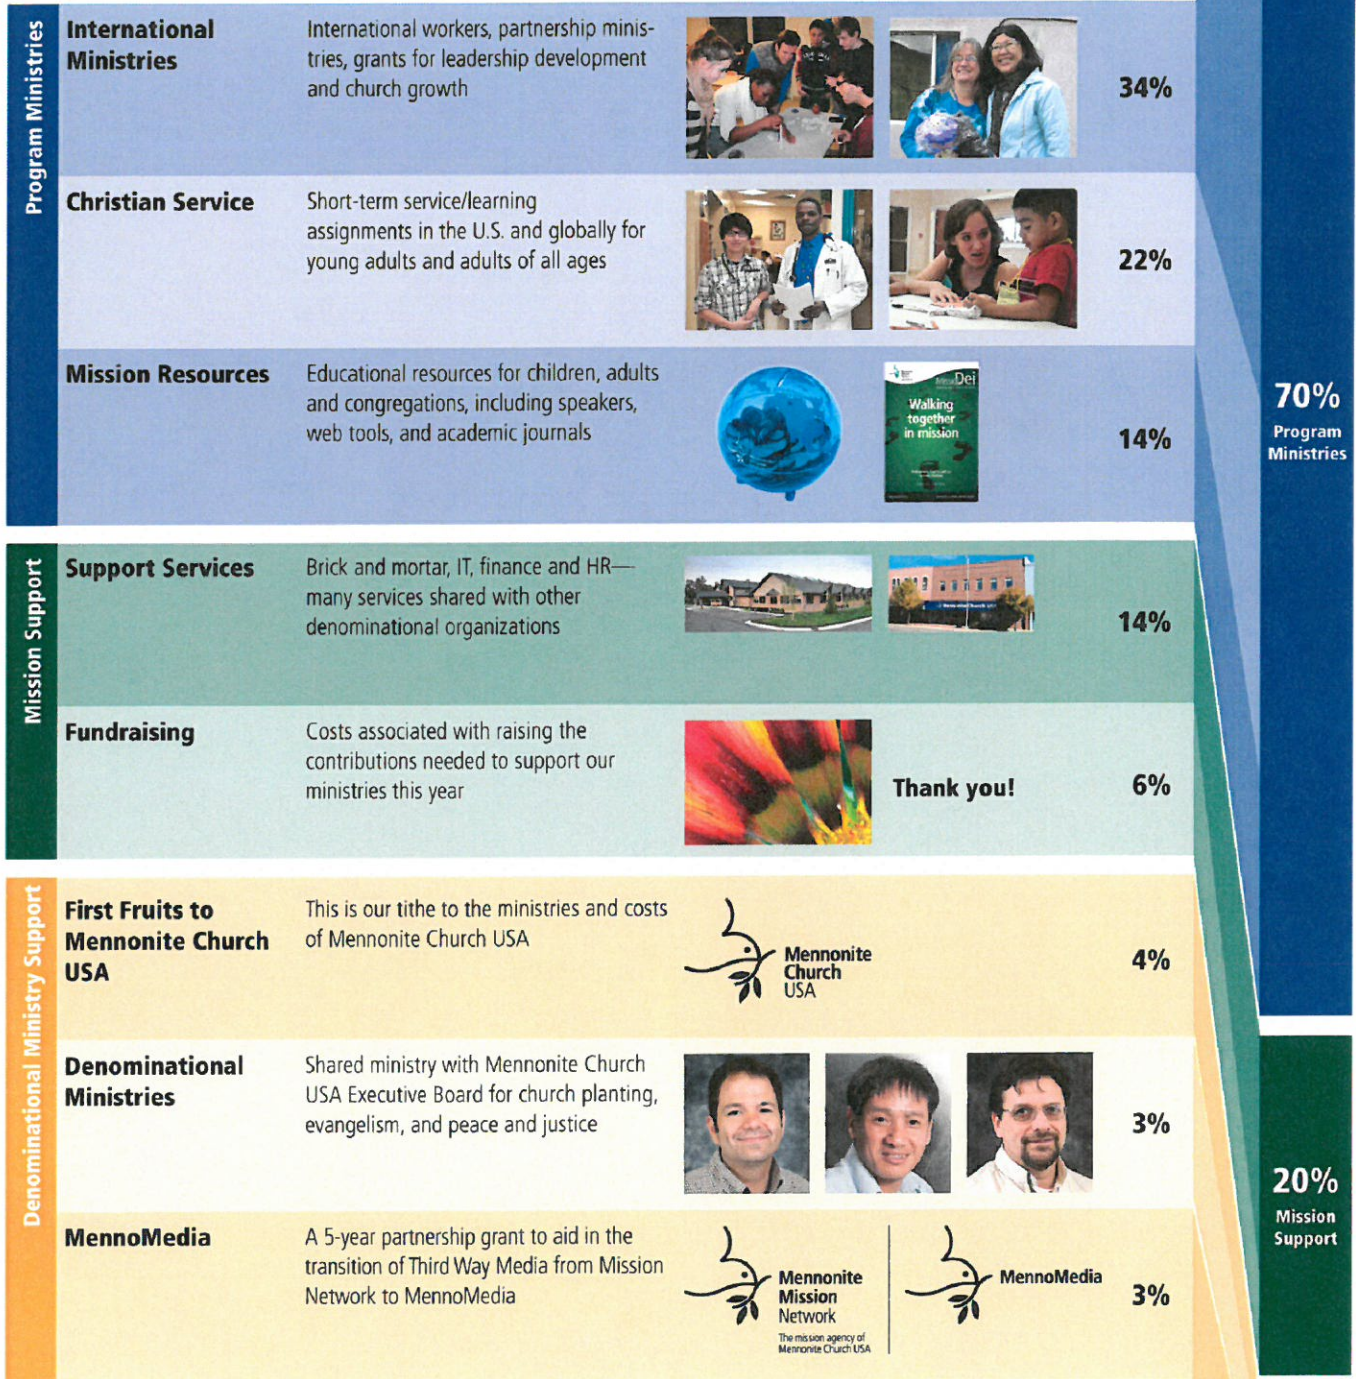 Program Ministries
International
Ministries
International workers, partnership minis-
tries, grants for leadership development
and church growth
34%
Christian Service
Short-term service/learning
assignments in the U.S. and globally for
young adults and adults of all ages
22%
Mission Resources
Educational resources for children, adults
and congregations, including speakers,
web tools, and academic journals
Dei
Walking
together
in mission
14%
Mission Support
Support Services
Brick and mortar, IT, finance and HR—
many services shared with other
denominational organizations
14%
Fundraising
Costs associated with raising the
contributions needed to support our
ministries this year
Thank you!
6%
Denominational Ministry Support
First Fruits to
Mennonite Church
USA
This is our tithe to the ministries and costs
of Mennonite Church USA
Mennonite
Church
USA
4%
Denominational
Ministries
Shared ministry with Mennonite Church
USA Executive Board for church planting,
evangelism, and peace and justice
3%
MennoMedia
A 5-year partnership grant to aid in the
transition of Third Way Media from Mission
Network to MennoMedia
Mennonite
Mission
Network
The mission agency of
Mennonite Church USA
MennoMedia
3%
70%
Program
Ministries
20%
Mission
Support